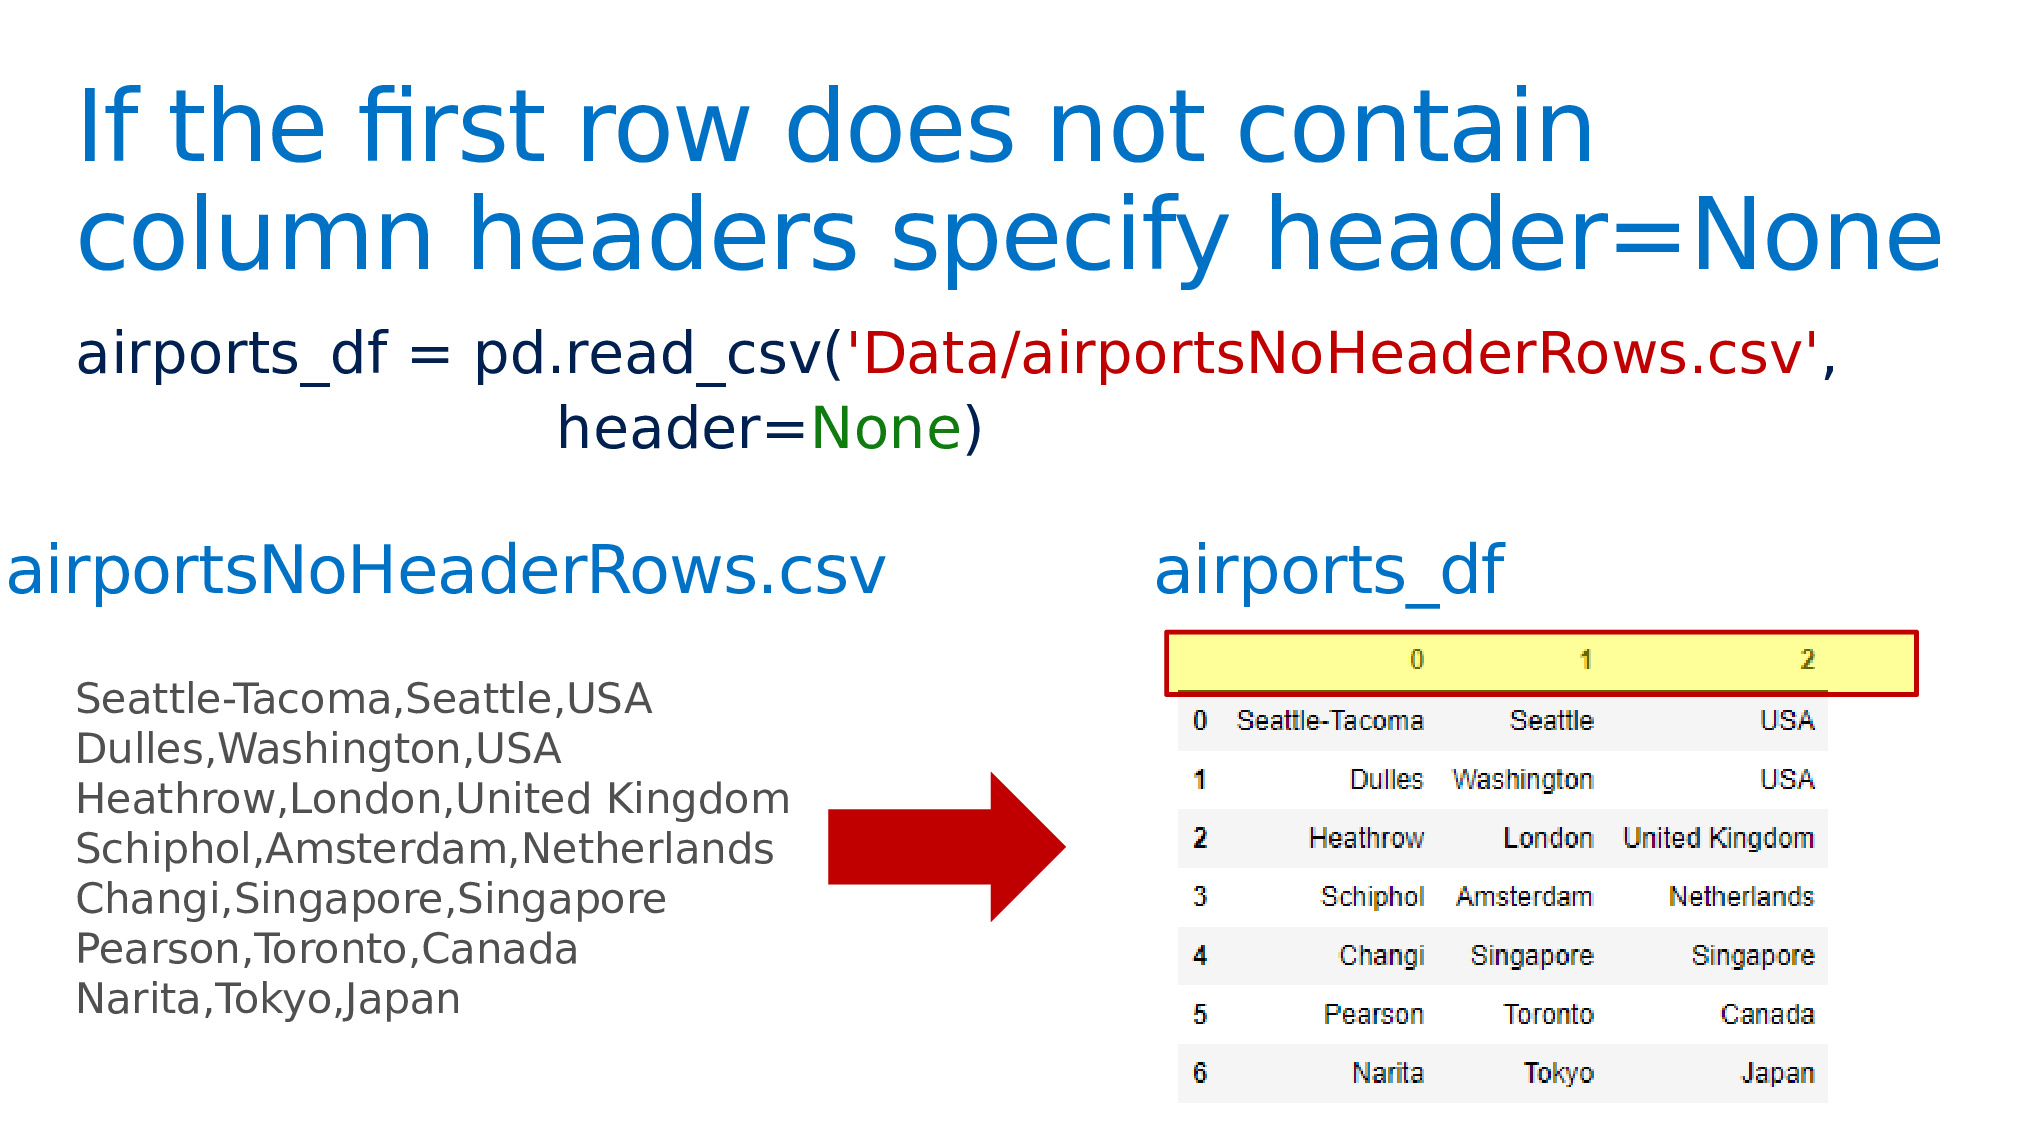 If the first row does not contain
column headers specify header=None
airports_df = pd.read_csv('Data/airportsNoHeaderRows.csv',
header=None)
airportsNoHeaderRows.csv
Seattle-Tacoma,Seattle,USA
Dulles,Washington,USA
Heathrow,London,United Kingdom
Schiphol,Amsterdam,Netherlands
Changi,Singapore,Singapore
Pearson,Toronto,Canada
Narita,Tokyo,Japan
airports_df
0 1 2
0 Seattle-Tacoma Seattle USA
1 Dulles Washington USA
2 Heathrow London United Kingdom
3 Schiphol Amsterdam Netherlands
4 Changi Singapore Singapore
5 Pearson Toronto Canada
6 Narita Tokyo Japan